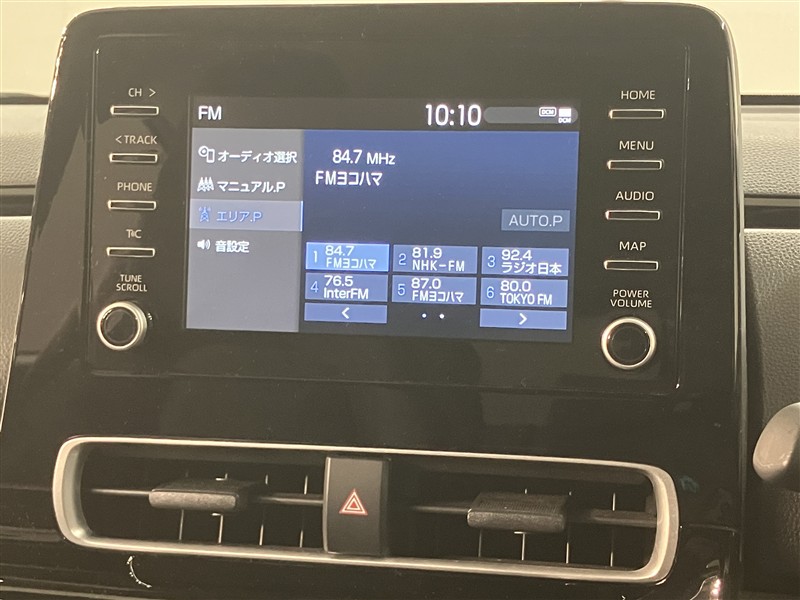 CH >
< TRACK
PHONE
T&C
TUNE
SCROLL
FM
10:10
DCM
DCM
オーディオ選択
マニュアル.P
エリア.P
音設定
84.7 MHz
FMヨコハマ
AUTO.P
1 84.7 FMヨコハマ
2 81.9 NHK-FM
3 92.4 ラジオ日本
4 76.5 InterFM
5 87.0 FMヨコハマ
6 80.0 TOKYO FM
<
>
HOME
MENU
AUDIO
MAP
POWER
VOLUME